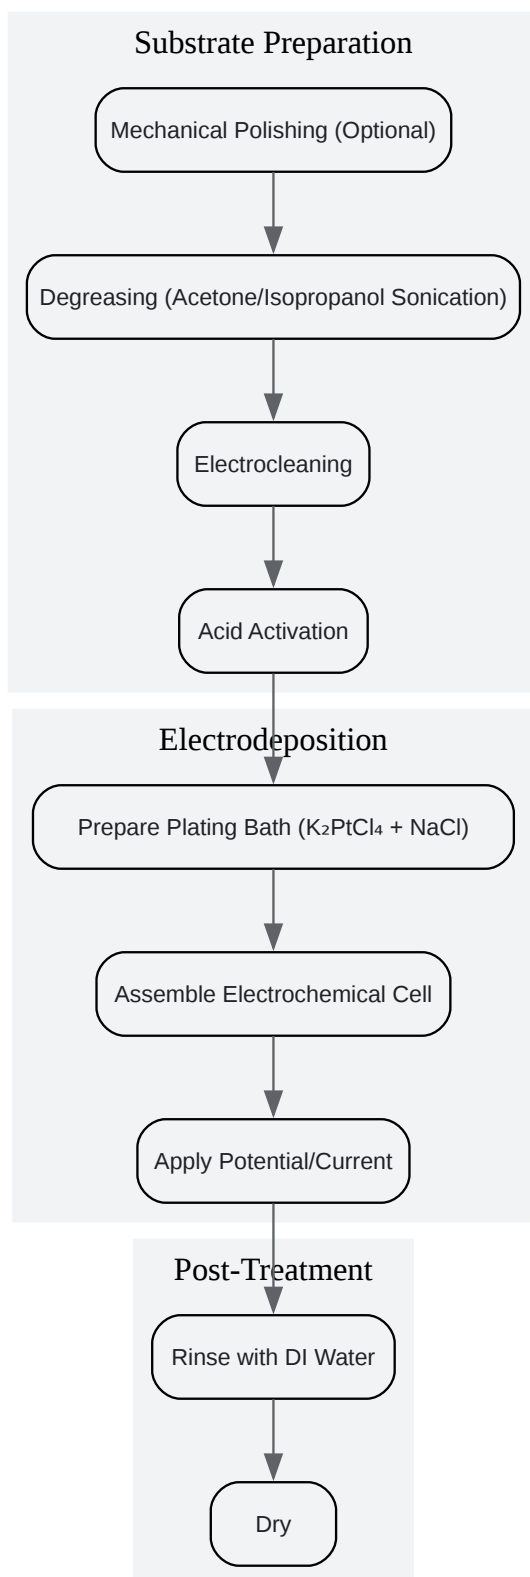 Substrate Preparation
Mechanical Polishing (Optional)
Degreasing (Acetone/Isopropanol Sonication)
Electrocleaning
Acid Activation
Electrodeposition
Prepare Plating Bath (K₂PtCl₄ + NaCl)
Assemble Electrochemical Cell
Apply Potential/Current
Post-Treatment
Rinse with DI Water
Dry